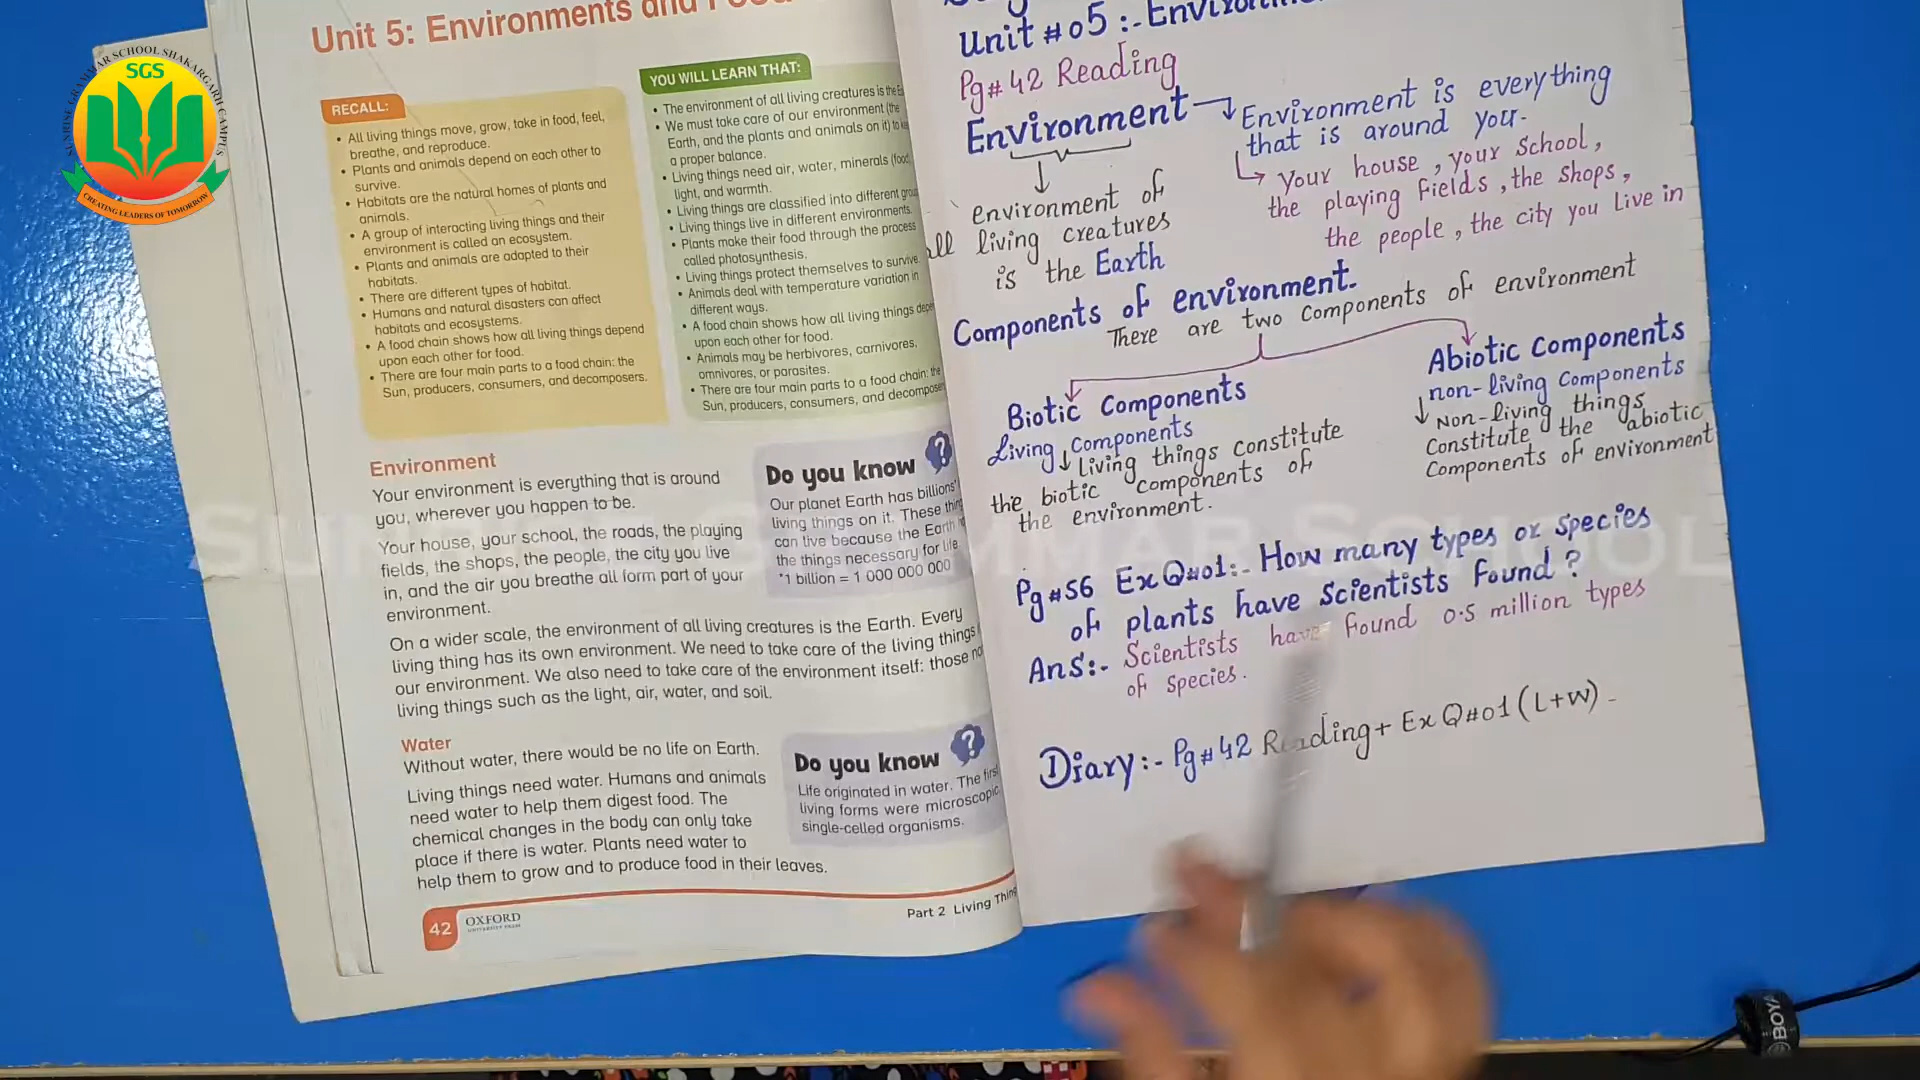 SUNRISE GRAMMAR SCHOOL SHAKARGARH CAMPUS
SGS
CREATING LEADERS OF TOMORROW
Unit 5: Environments and Food
RECALL:
• All living things move, grow, take in food, feel,
breathe, and reproduce.
• Plants and animals depend on each other to
survive.
• Habitats are the natural homes of plants and
animals.
• A group of interacting living things and their
environment is called an ecosystem.
• Plants and animals are adapted to their
habitats.
• There are different types of habitat.
• Humans and natural disasters can affect
habitats and ecosystems.
• A food chain shows how all living things depend
upon each other for food.
• There are four main parts to a food chain: the
Sun, producers, consumers, and decomposers.
YOU WILL LEARN THAT:
• The environment of all living creatures is the
• We must take care of our environment (the
Earth, and the plants and animals on it) to
a proper balance.
• Living things need air, water, minerals (food,
light, and warmth.
• Living things are classified into different
• Living things live in different environments.
• Plants make their food through the process
called photosynthesis.
• Living things protect themselves to survive.
• Animals deal with temperature variation in
different ways.
• A food chain shows how all living things
upon each other for food.
• Animals may be herbivores, carnivores,
omnivores, or parasites.
• There are four main parts to a food chain: the
Sun, producers, consumers, and
Environment
Your environment is everything that is around
you, wherever you happen to be.
Your house, your school, the roads, the playing
fields, the shops, the people, the city you live
in, and the air you breathe all form part of your
environment.
Do you know ?
Our planet Earth has billions*
living things on it. These
can live because the Earth
the things necessary for life
*1 billion = 1 000 000 000
On a wider scale, the environment of all living creatures is the Earth. Every
living thing has its own environment. We need to take care of the living things
our environment. We also need to take care of the environment itself: those
living things such as the light, air, water, and soil.
Water
Without water, there would be no life on Earth.
Living things need water. Humans and animals
need water to help them digest food. The
chemical changes in the body can only take
place if there is water. Plants need water to
help them to grow and to produce food in their leaves.
Do you know ?
Life originated in water. The first
living forms were microscopic
single-celled organisms.
42 OXFORD
UNIVERSITY PRESS
Part 2 Living Thing
Unit # 05 :-
Pg# 42 Reading
Environment → Environment is everything
that is around your.
your house, your School,
the playing fields, the shops,
the people, the city you live in
environment of
all living creatures
is the Earth
Components of environment.
There are two components of environment
Biotic Components
Living Components
living things constitute
the biotic components of
the environment.
Abiotic Components
non-living Components
Non-living things
Constitute the abiotic
Components of environment
Pg#56 Ex Q#01:- How many types or species
of plants have Scientists found?
Ans:- Scientists have found 0.5 million types
of species.
Diary:- Pg#42 Reading + Ex Q#01 (L+W) -
SUNRISE GRAMMAR SCHOOL
BOYA